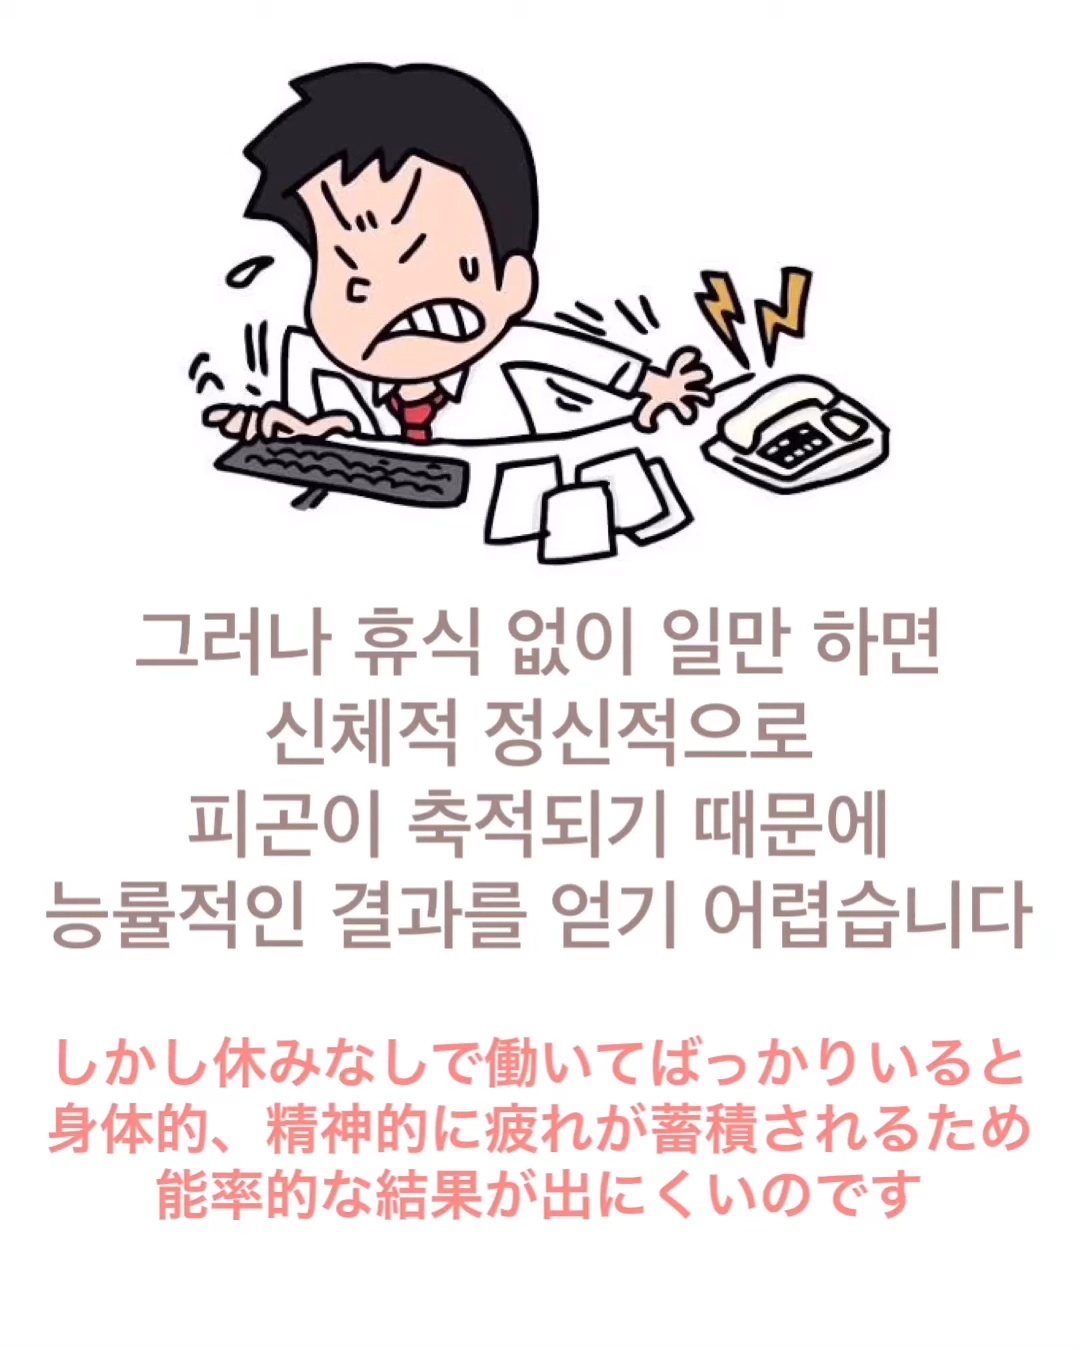 그러나 휴식 없이 일만 하면
신체적 정신적으로
피곤이 축적되기 때문에
능률적인 결과를 얻기 어렵습니다
しかし休みなしで働いてばっかりいると
身体的、精神的に疲れが蓄積されるため
能率的な結果が出にくいのです